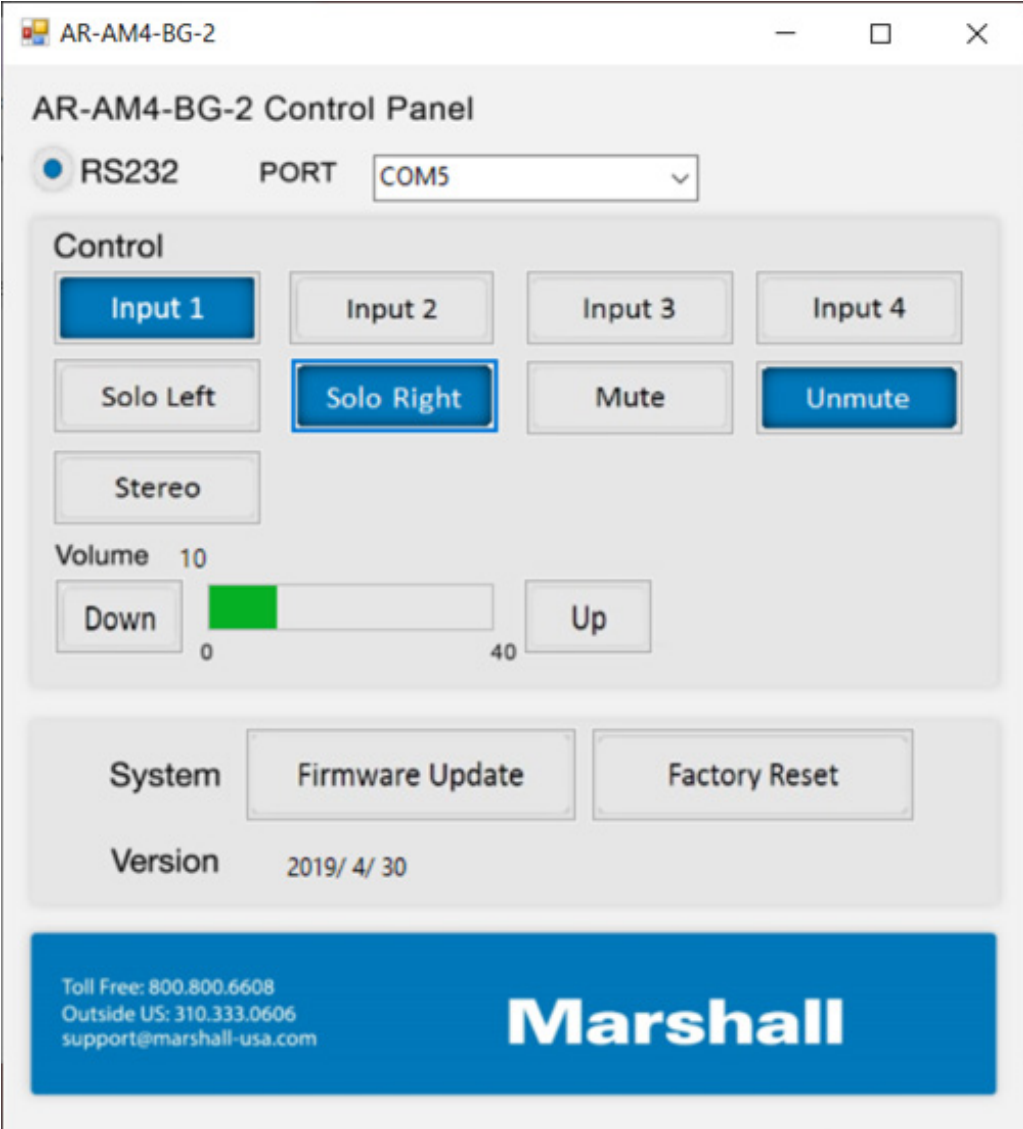 AR-AM4-BG-2
AR-AM4-BG-2 Control Panel
RS232 PORT COM5
Control
Input 1 Input 2 Input 3 Input 4
Solo Left Solo Right Mute Unmute
Stereo
Volume 10
Down Up
0 40
System Firmware Update Factory Reset
Version 2019/ 4/ 30
Toll Free: 800.800.6608
Outside US: 310.333.0606
support@marshall-usa.com
Marshall